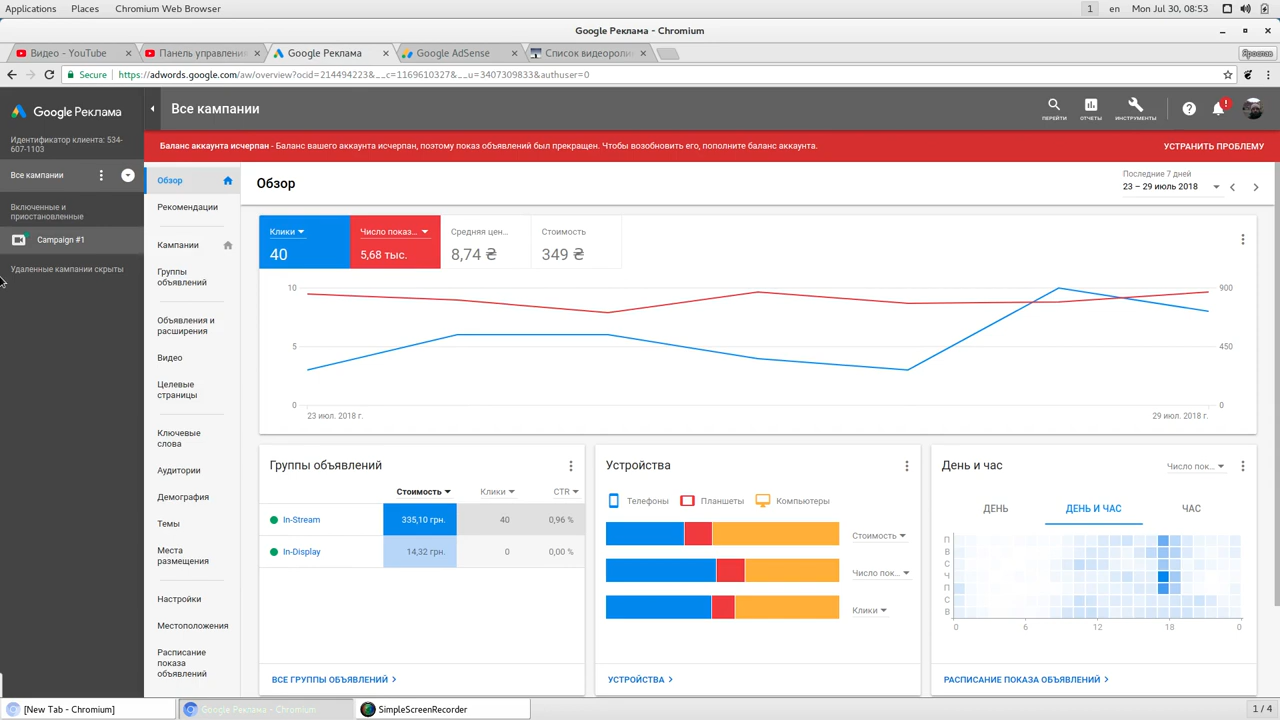 Applications Places Chromium Web Browser 1 en Mon Jul 30, 08:53
Google Реклама - Chromium
Видео - YouTube
Панель управления
Google Реклама
Google AdSense
Список видеоролик
Ярослав
Secure https://adwords.google.com/aw/overview?ocid=214494223&__c=1169610327&__u=3407309833&authuser=0
Google Реклама
Все кампании
ПЕРЕЙТИ
ОТЧЕТЫ
ИНСТРУМЕНТЫ
Идентификатор клиента: 534-
607-1103
Баланс аккаунта исчерпан - Баланс вашего аккаунта исчерпан, поэтому показ объявлений был прекращен. Чтобы возобновить его, пополните баланс аккаунта.
УСТРАНИТЬ ПРОБЛЕМУ
Все кампании
Включенные и
приостановленные
Campaign #1
Удаленные кампании скрыты
Обзор
Рекомендации
Кампании
Группы
объявлений
Объявления и
расширения
Видео
Целевые
страницы
Ключевые
слова
Аудитории
Демография
Темы
Места
размещения
Настройки
Местоположения
Расписание
показа
объявлений
Обзор
Последние 7 дней
23 – 29 июль 2018
Клики
40
Число показ...
5,68 тыс.
Средняя цен...
8,74 ₴
Стоимость
349 ₴
10 900
5 450
0 0
23 июл. 2018 г. 29 июл. 2018 г.
Группы объявлений
Стоимость Клики CTR
In-Stream 335,10 грн. 40 0,96 %
In-Display 14,32 грн. 0 0,00 %
ВСЕ ГРУППЫ ОБЪЯВЛЕНИЙ
Устройства
Телефоны Планшеты Компьютеры
Стоимость
Число пок...
Клики
УСТРОЙСТВА
День и час
Число пок...
ДЕНЬ ДЕНЬ И ЧАС ЧАС
П
В
С
Ч
П
С
В
0 6 12 18 0
РАСПИСАНИЕ ПОКАЗА ОБЪЯВЛЕНИЙ
[New Tab - Chromium]
Google Реклама - Chromium
SimpleScreenRecorder
1 / 4